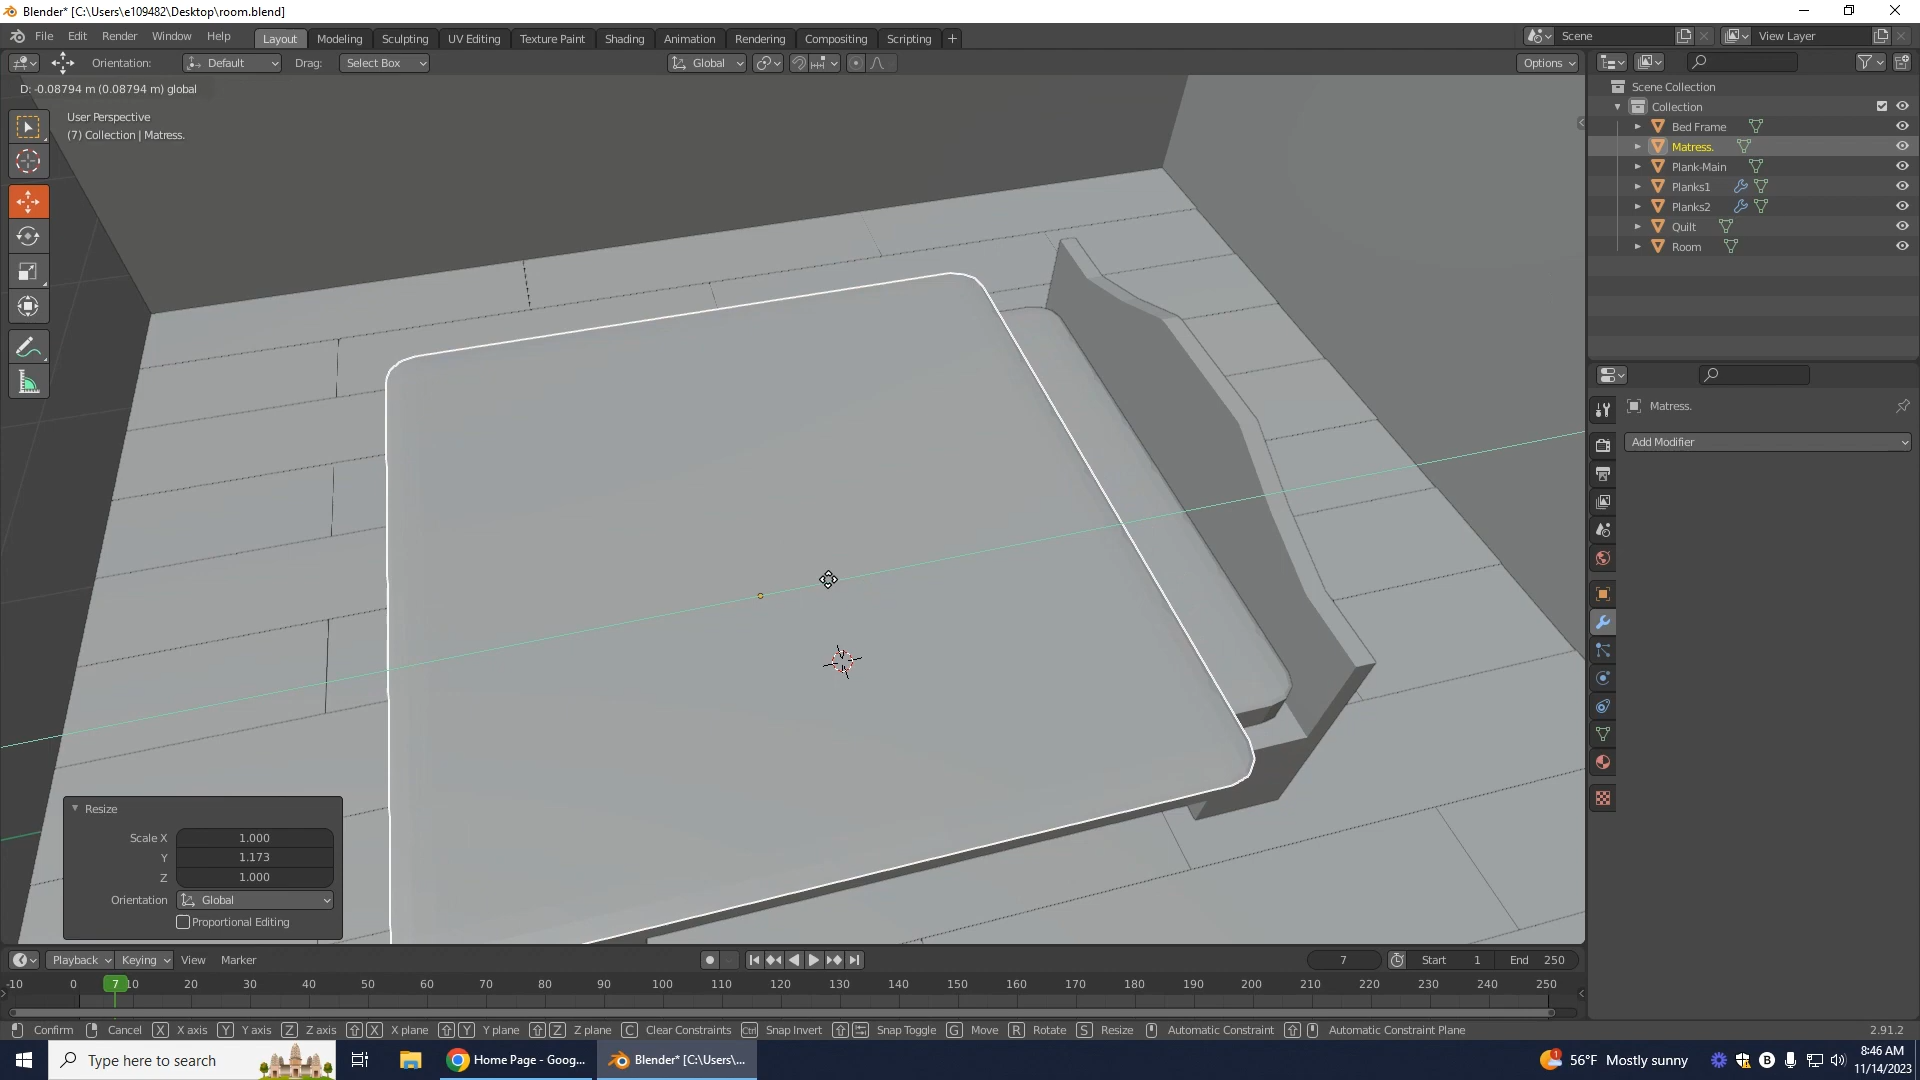 Blender* [C:\Users\e109482\Desktop\room.blend]
File Edit Render Window Help
Layout Modeling Sculpting UV Editing Texture Paint Shading Animation Rendering Compositing Scripting
Scene View Layer
Orientation: Default Drag: Select Box Global Options
D: -0.08794 m (0.08794 m) global
User Perspective
(7) Collection | Matress.
Scene Collection
Collection
Bed Frame
Matress.
Plank-Main
Planks1
Planks2
Quilt
Room
Matress.
Add Modifier
Resize
Scale X 1.000
Y 1.173
Z 1.000
Orientation Global
Proportional Editing
Playback Keying View Marker 7 Start 1 End 250
-10 0 7 10 20 30 40 50 60 70 80 90 100 110 120 130 140 150 160 170 180 190 200 210 220 230 240 250
Confirm Cancel X X axis Y Y axis Z Z axis X X plane Y Y plane Z Z plane C Clear Constraints Ctrl Snap Invert Snap Toggle G Move R Rotate S Resize Automatic Constraint Automatic Constraint Plane 2.91.2
Type here to search Home Page - Goog... Blender* [C:\Users\... 1 56°F Mostly sunny B 8:46 AM
11/14/2023